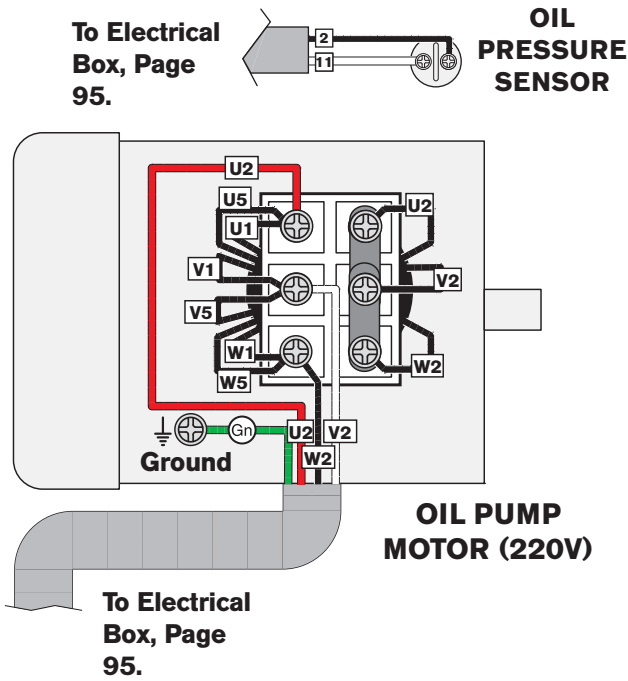 To Electrical
Box, Page
95.
2
11
OIL
PRESSURE
SENSOR
U2
U5
U1
U2
V1
V2
V5
W1
W5
W2
Gn
U2
V2
W2
Ground
OIL PUMP
MOTOR (220V)
To Electrical
Box, Page
95.